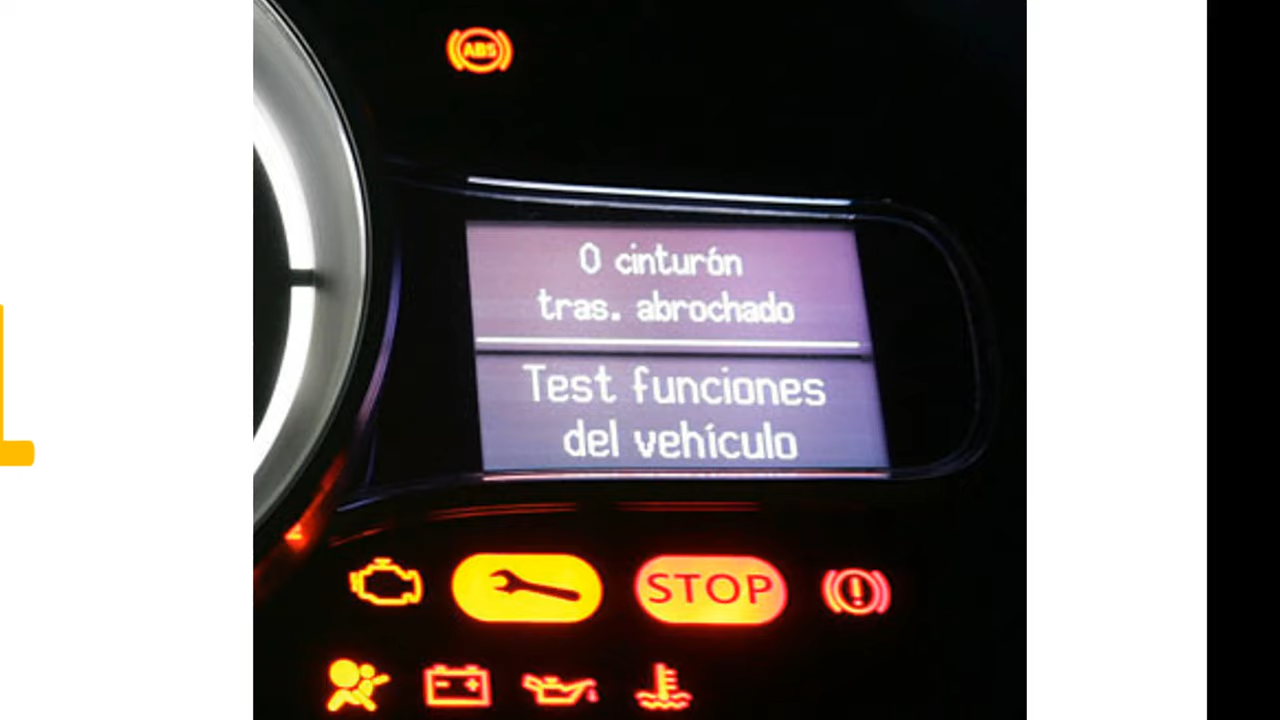 ABS
0 cinturón
tras. abrochado
Test funciones
del vehículo
STOP